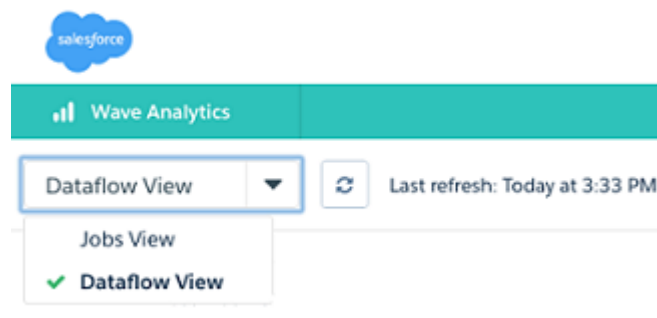 salesforce
Wave Analytics
Dataflow View
Last refresh: Today at 3:33 PM
Jobs View
Dataflow View